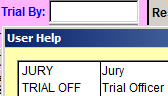 Trial By:
Re
User Help
JURY Jury
TRIAL OFF Trial Officer